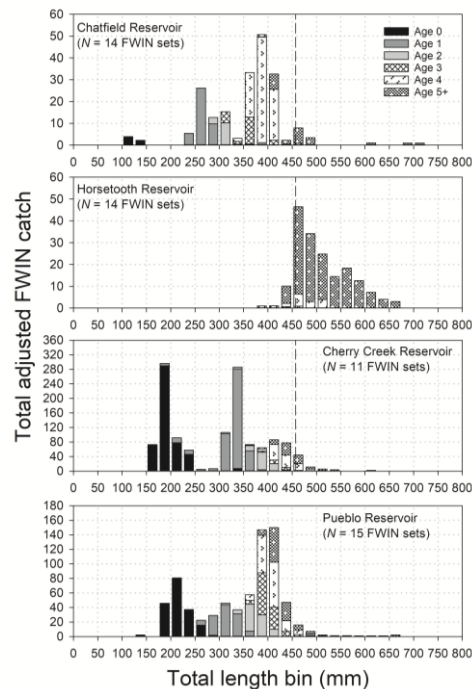 Chatfield Reservoir
(N = 14 FWIN sets)
Age 0
Age 1
Age 2
Age 3
Age 4
Age 5+
60
50
40
30
20
10
0
0 50 100 150 200 250 300 350 400 450 500 550 600 650 700 750 800
Horsetooth Reservoir
(N = 14 FWIN sets)
60
50
40
30
20
10
0
0 50 100 150 200 250 300 350 400 450 500 550 600 650 700 750 800
Total adjusted FWIN catch
Cherry Creek Reservoir
(N = 11 FWIN sets)
360
320
280
240
200
160
120
80
40
0
0 50 100 150 200 250 300 350 400 450 500 550 600 650 700 750 800
Pueblo Reservoir
(N = 15 FWIN sets)
180
160
140
120
100
80
60
40
20
0
0 50 100 150 200 250 300 350 400 450 500 550 600 650 700 750 800
Total length bin (mm)